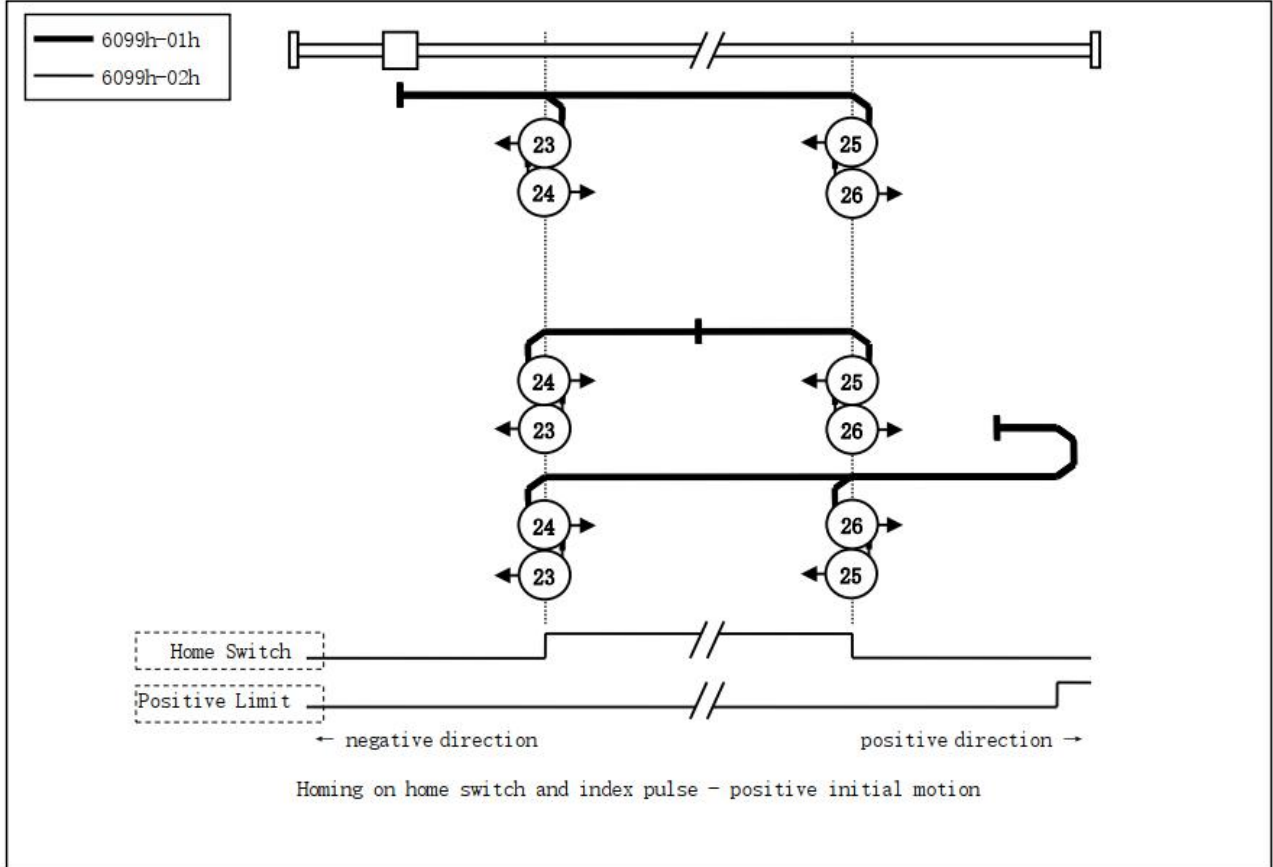 6099h-01h
6099h-02h
23
25
24
26
24
25
23
26
24
26
23
25
Home Switch
Positive Limit
← negative direction
positive direction →
Homing on home switch and index pulse - positive initial motion